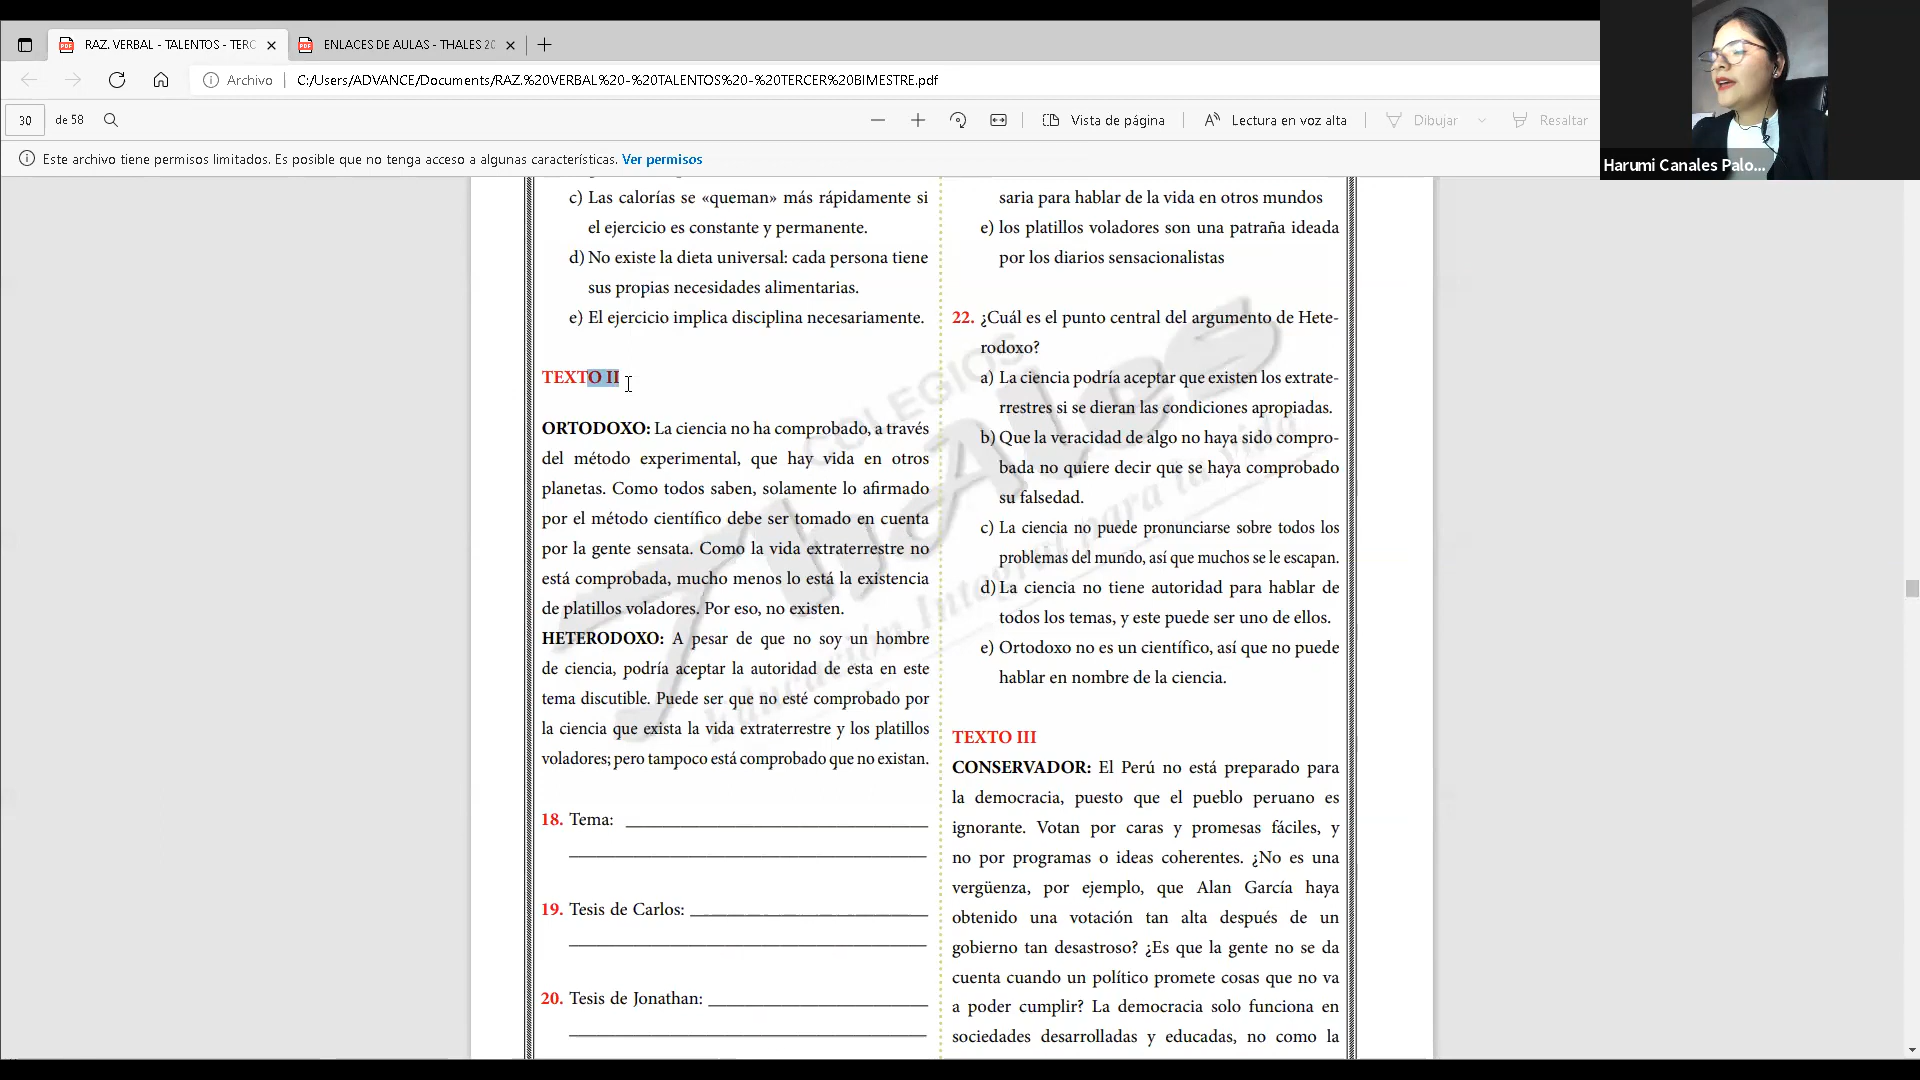 RAZ. VERBAL - TALENTOS - TERC
ENLACES DE AULAS - THALES 20
Archivo
C:/Users/ADVANCE/Documents/RAZ.%20VERBAL%20-%20TALENTOS%20-%20TERCER%20BIMESTRE.pdf
30 de 58
Vista de página
Lectura en voz alta
Dibujar
Resaltar
Este archivo tiene permisos limitados. Es posible que no tenga acceso a algunas características. Ver permisos
Harumi Canales Palo...
c) Las calorías se «queman» más rápidamente si
el ejercicio es constante y permanente.
d) No existe la dieta universal: cada persona tiene
sus propias necesidades alimentarias.
e) El ejercicio implica disciplina necesariamente.
TEXTO II
ORTODOXO: La ciencia no ha comprobado, a través
del método experimental, que hay vida en otros
planetas. Como todos saben, solamente lo afirmado
por el método científico debe ser tomado en cuenta
por la gente sensata. Como la vida extraterrestre no
está comprobada, mucho menos lo está la existencia
de platillos voladores. Por eso, no existen.
HETERODOXO: A pesar de que no soy un hombre
de ciencia, podría aceptar la autoridad de esta en este
tema discutible. Puede ser que no esté comprobado por
la ciencia que exista la vida extraterrestre y los platillos
voladores; pero tampoco está comprobado que no existan.
18. Tema:
19. Tesis de Carlos:
20. Tesis de Jonathan:
saria para hablar de la vida en otros mundos
e) los platillos voladores son una patraña ideada
por los diarios sensacionalistas
22. ¿Cuál es el punto central del argumento de Hete-
rodoxo?
a) La ciencia podría aceptar que existen los extrate-
rrestres si se dieran las condiciones apropiadas.
b) Que la veracidad de algo no haya sido compro-
bada no quiere decir que se haya comprobado
su falsedad.
c) La ciencia no puede pronunciarse sobre todos los
problemas del mundo, así que muchos se le escapan.
d) La ciencia no tiene autoridad para hablar de
todos los temas, y este puede ser uno de ellos.
e) Ortodoxo no es un científico, así que no puede
hablar en nombre de la ciencia.
TEXTO III
CONSERVADOR: El Perú no está preparado para
la democracia, puesto que el pueblo peruano es
ignorante. Votan por caras y promesas fáciles, y
no por programas o ideas coherentes. ¿No es una
vergüenza, por ejemplo, que Alan García haya
obtenido una votación tan alta después de un
gobierno tan desastroso? ¿Es que la gente no se da
cuenta cuando un político promete cosas que no va
a poder cumplir? La democracia solo funciona en
sociedades desarrolladas y educadas, no como la
COLEGIOS
Thales
Educación Integral para la vida